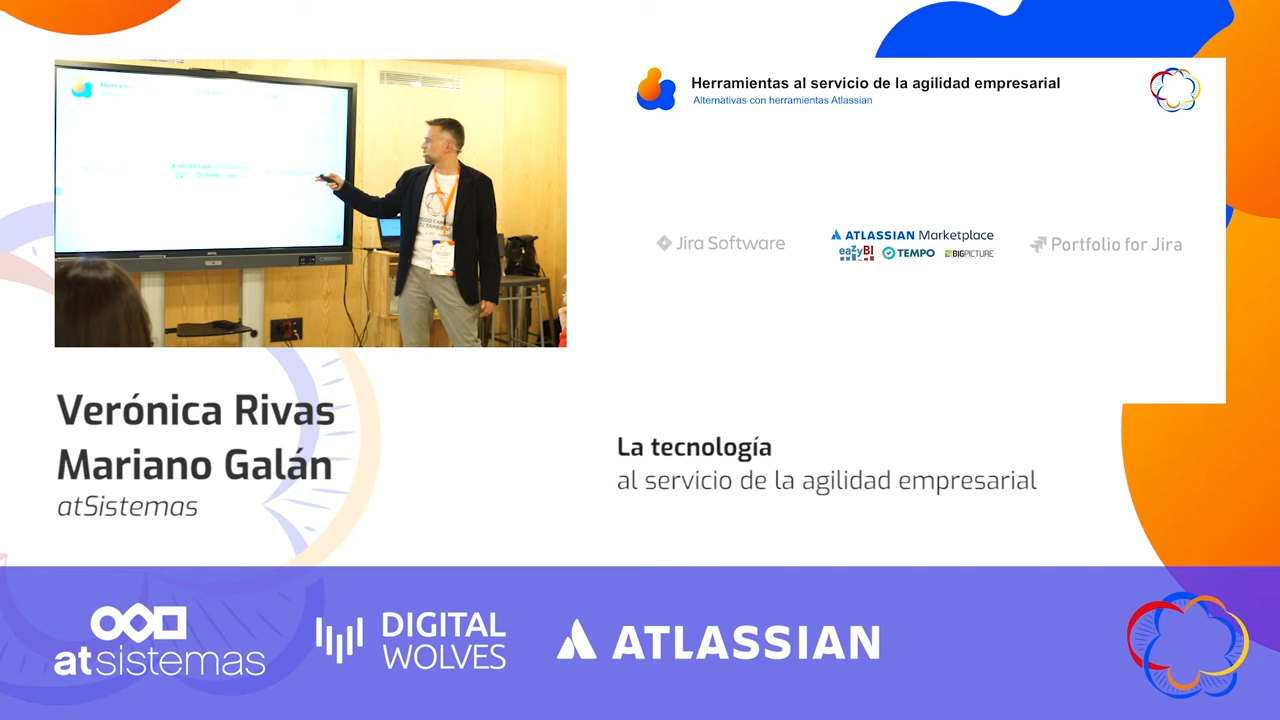 Herramientas al servicio de la agilidad empresarial
Alternativas con herramientas Atlassian
Jira Software
ATLASSIAN Marketplace
eazyBI TEMPO BIGPICTURE
Portfolio for Jira
Verónica Rivas
Mariano Galán
atSistemas
La tecnología
al servicio de la agilidad empresarial
atsistemas
DIGITAL
WOLVES
ATLASSIAN